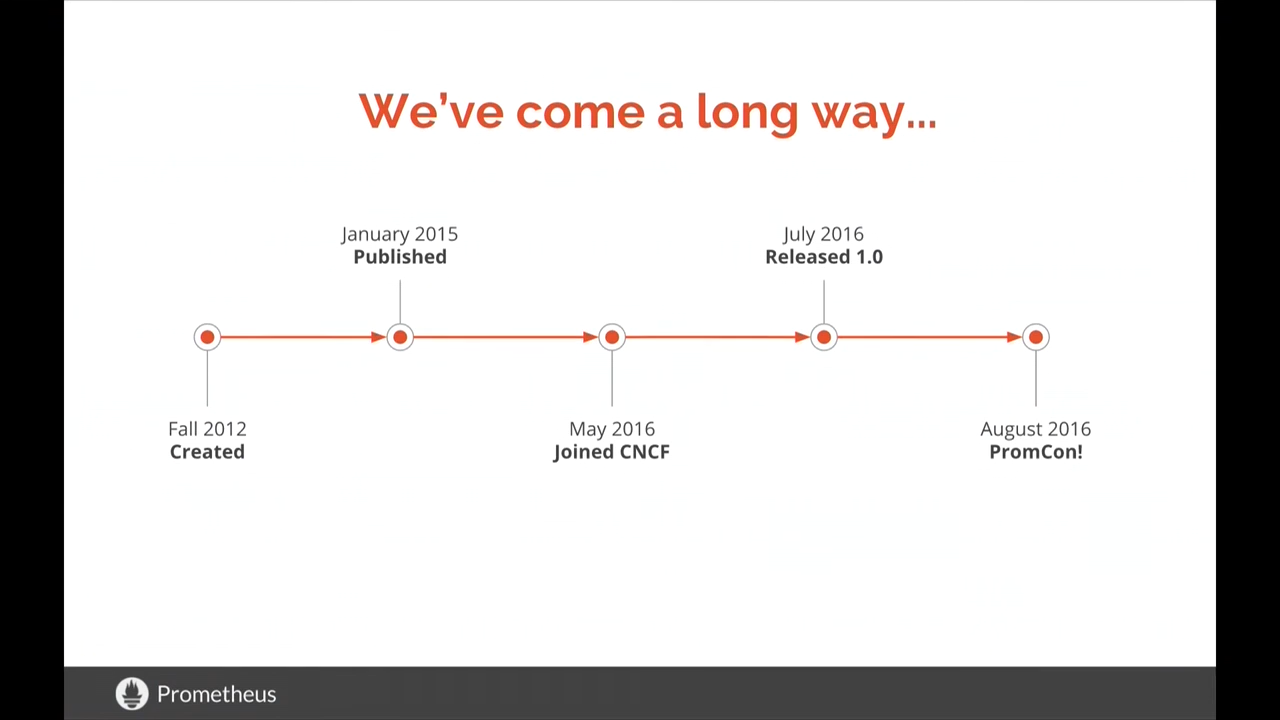 We’ve come a long way...
January 2015
Published
July 2016
Released 1.0
Fall 2012
Created
May 2016
Joined CNCF
August 2016
PromCon!
Prometheus